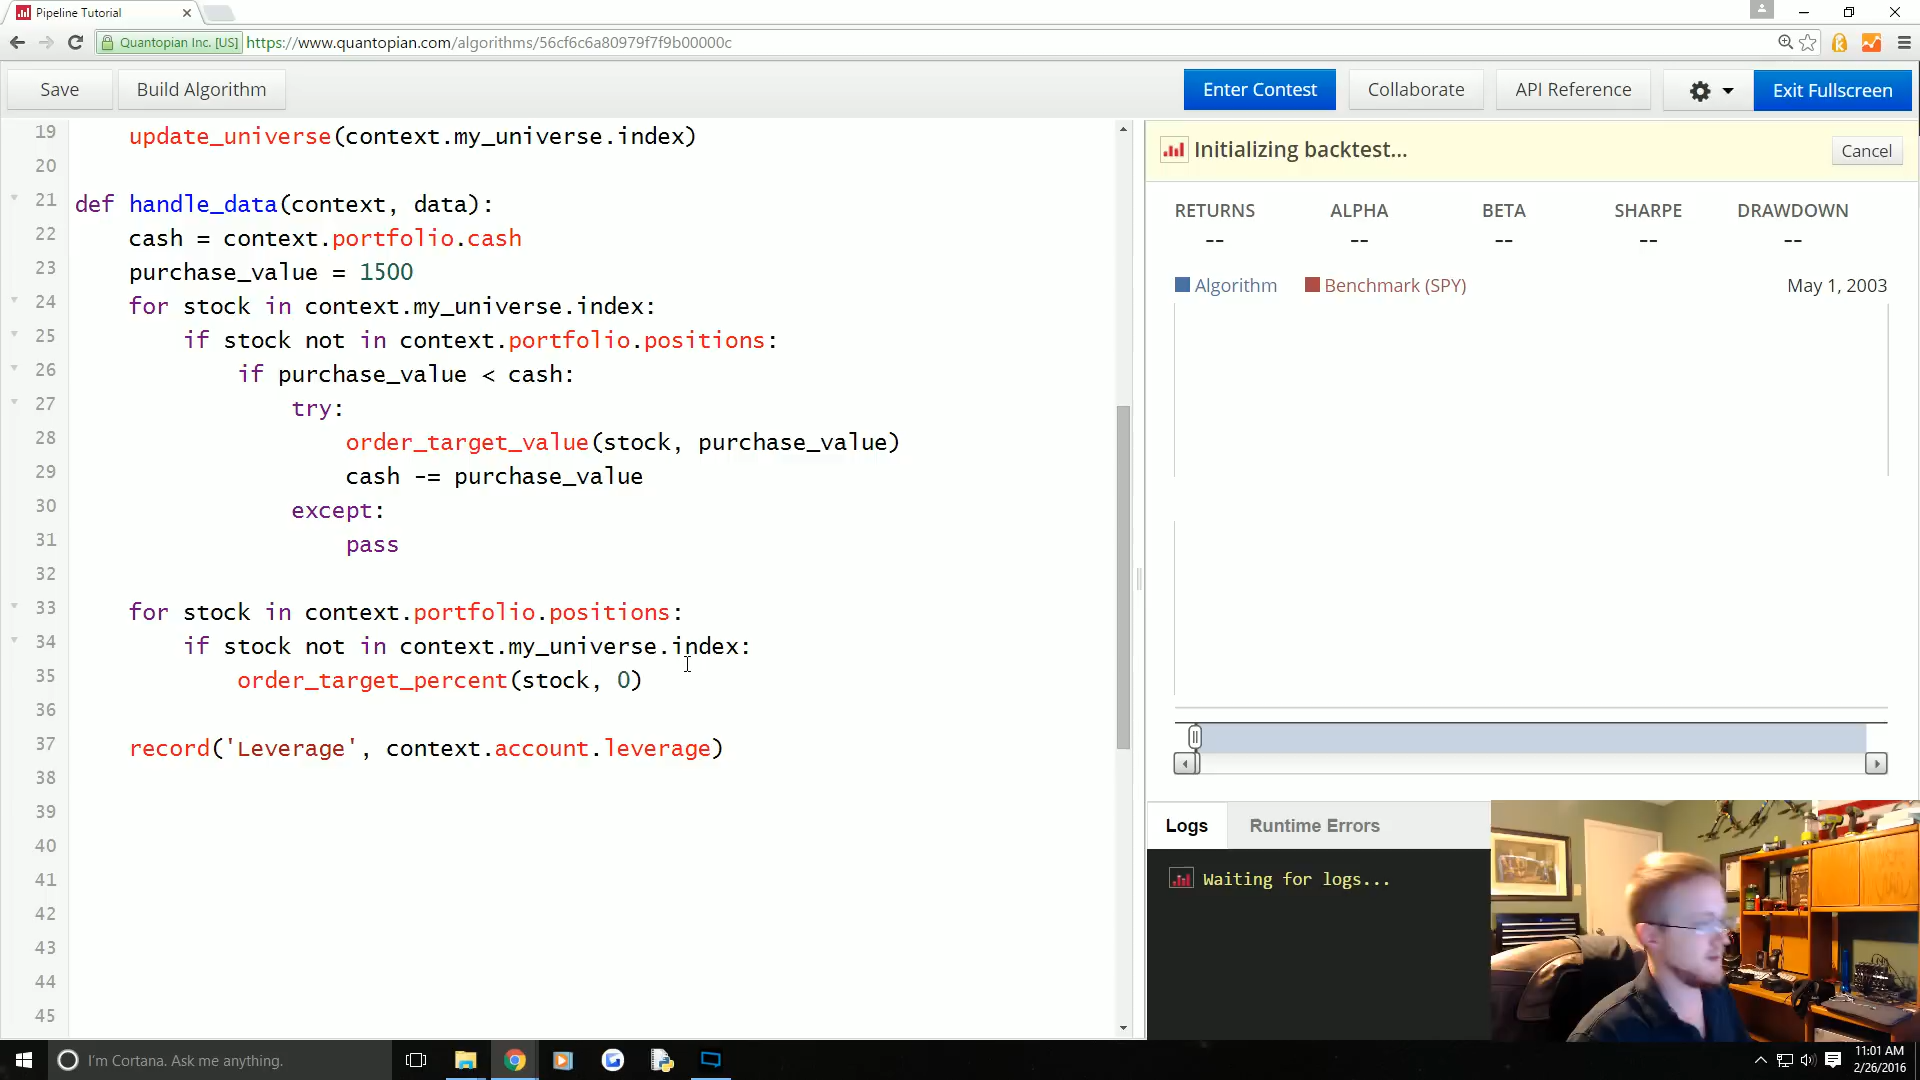 Pipeline Tutorial
Quantopian Inc. [US] https://www.quantopian.com/algorithms/56cf6c6a80979f7f9b00000c
Save Build Algorithm Enter Contest Collaborate API Reference Exit Fullscreen
19 update_universe(context.my_universe.index)
20
21 def handle_data(context, data):
22 cash = context.portfolio.cash
23 purchase_value = 1500
24 for stock in context.my_universe.index:
25 if stock not in context.portfolio.positions:
26 if purchase_value < cash:
27 try:
28 order_target_value(stock, purchase_value)
29 cash -= purchase_value
30 except:
31 pass
32
33 for stock in context.portfolio.positions:
34 if stock not in context.my_universe.index:
35 order_target_percent(stock, 0)
36
37 record('Leverage', context.account.leverage)
38
39
40
41
42
43
44
45
Initializing backtest...
Cancel
RETURNS ALPHA BETA SHARPE DRAWDOWN
-- -- -- -- --
Algorithm Benchmark (SPY) May 1, 2003
Logs Runtime Errors
Waiting for logs...
I'm Cortana. Ask me anything.
11:01 AM
2/26/2016